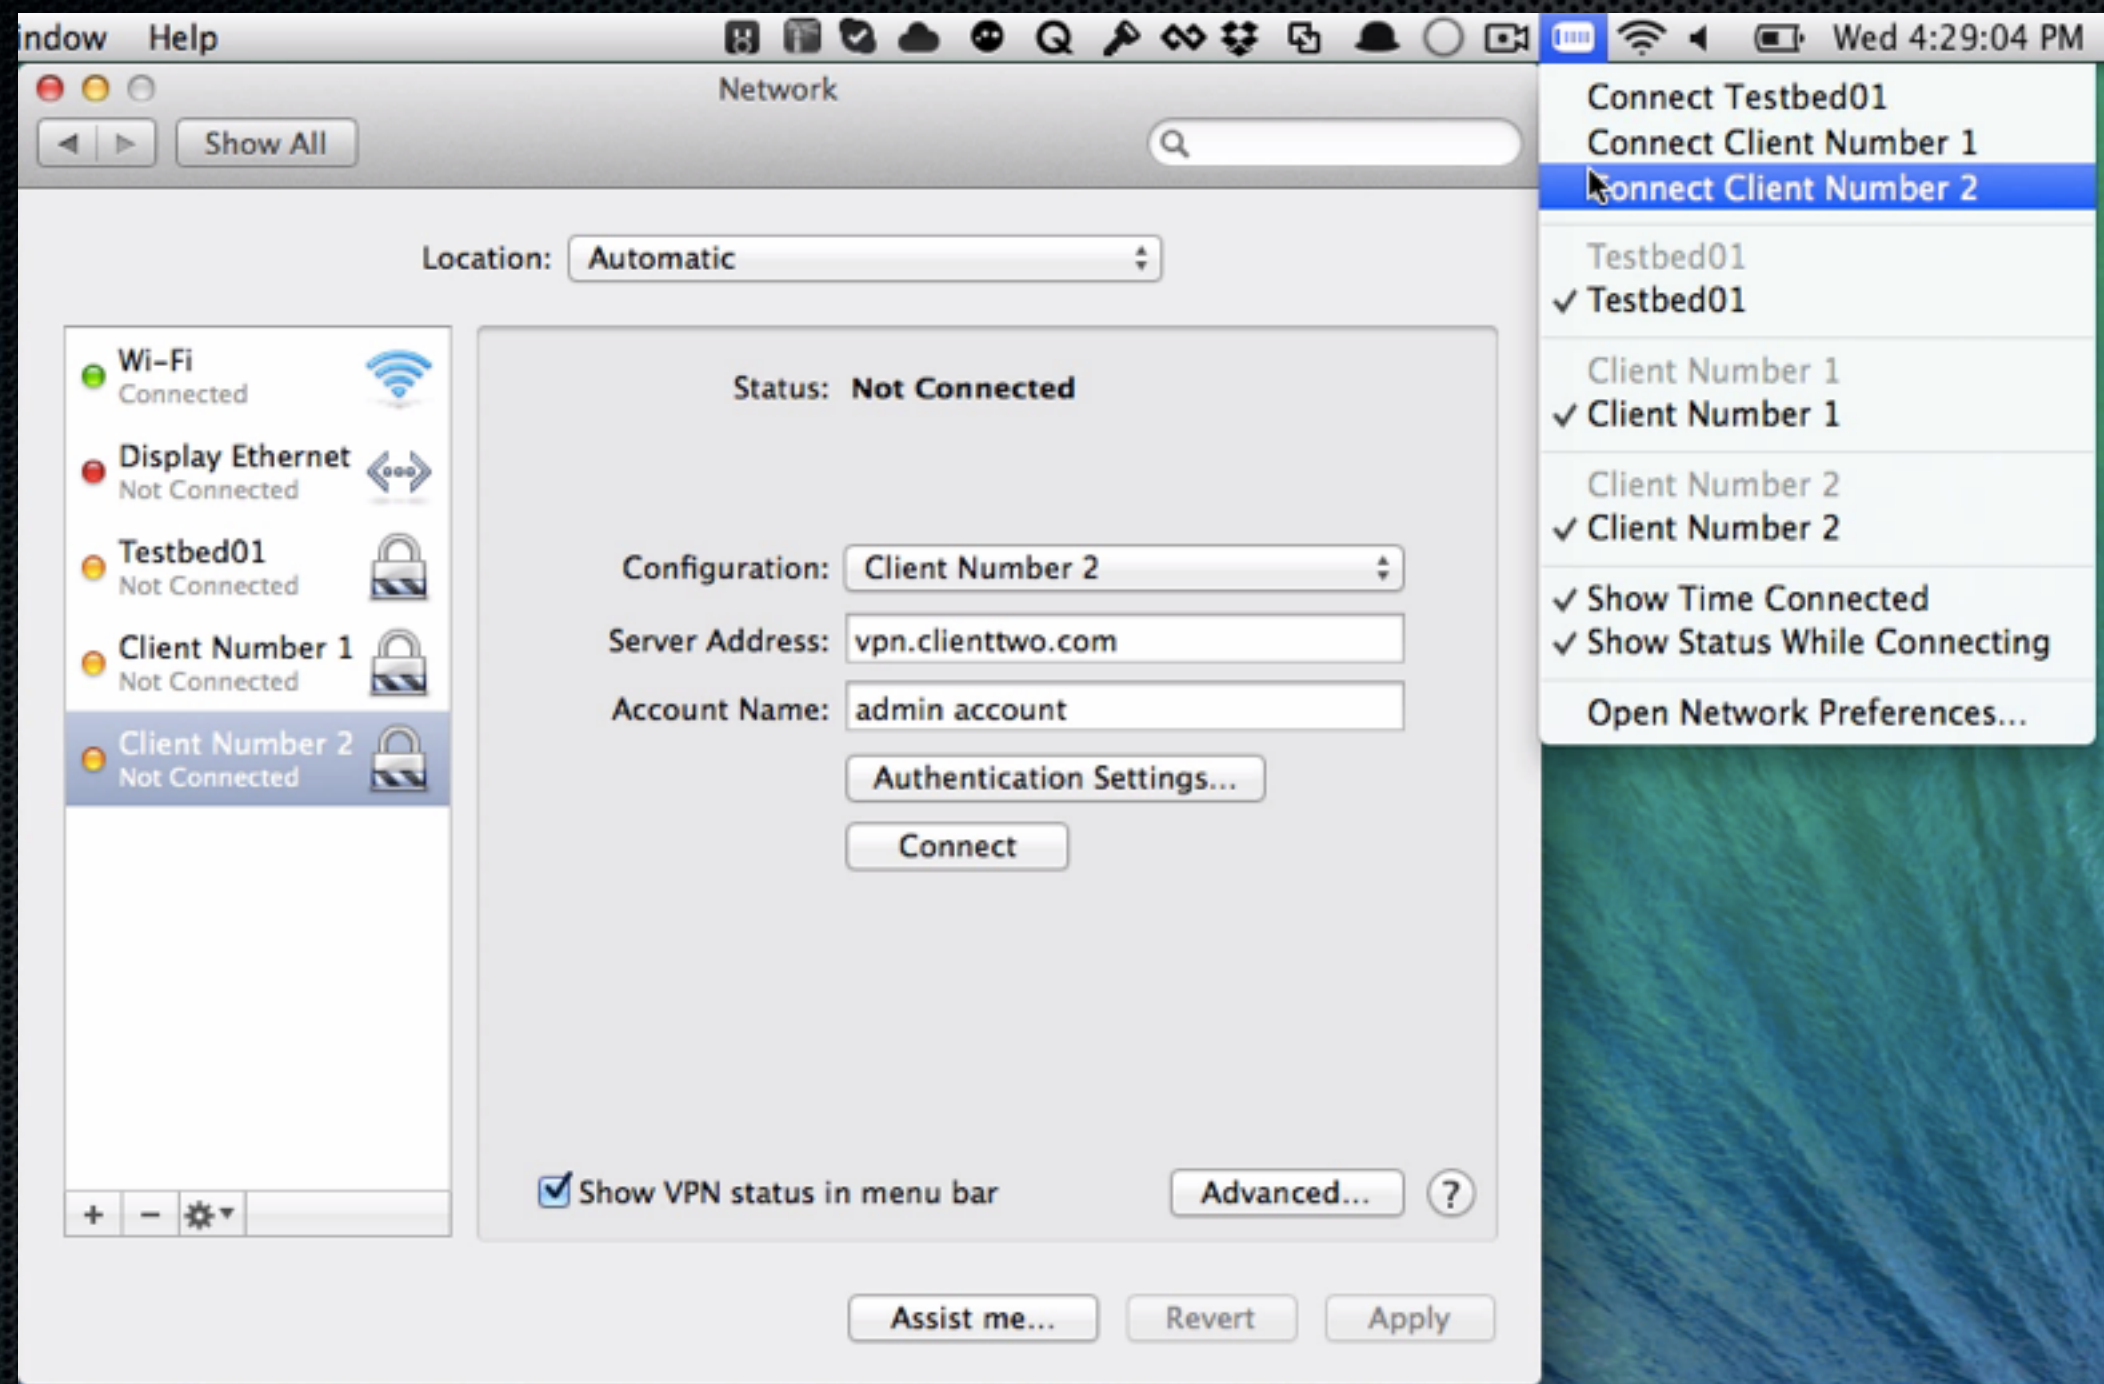 indow Help
Wed 4:29:04 PM
Network
Show All
Location: Automatic
Wi-Fi
Connected
Display Ethernet
Not Connected
Testbed01
Not Connected
Client Number 1
Not Connected
Client Number 2
Not Connected
Status: Not Connected
Configuration: Client Number 2
Server Address: vpn.clienttwo.com
Account Name: admin account
Authentication Settings...
Connect
Show VPN status in menu bar
Advanced...
?
Assist me...
Revert
Apply
Connect Testbed01
Connect Client Number 1
Connect Client Number 2
Testbed01
Testbed01
Client Number 1
Client Number 1
Client Number 2
Client Number 2
Show Time Connected
Show Status While Connecting
Open Network Preferences...